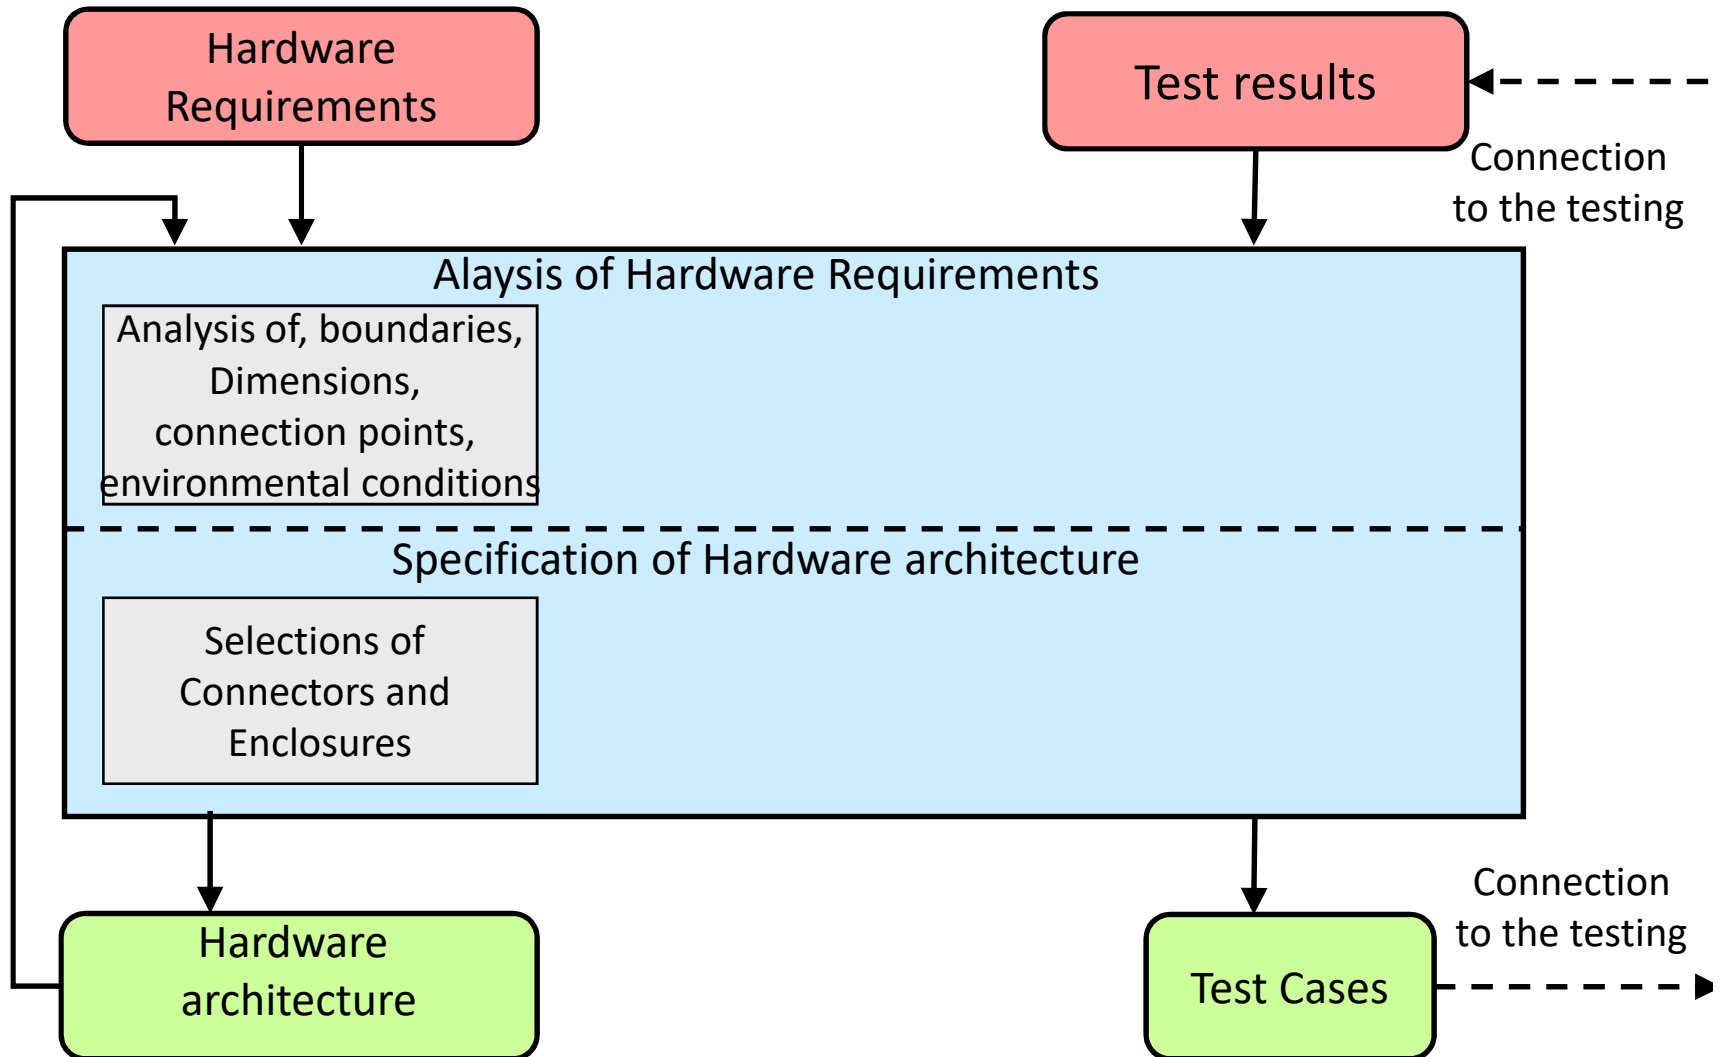 Hardware
Requirements
Test results
Connection
to the testing
Alaysis of Hardware Requirements
Analysis of, boundaries,
Dimensions,
connection points,
environmental conditions
Specification of Hardware architecture
Selections of
Connectors and
Enclosures
Hardware
architecture
Test Cases
Connection
to the testing